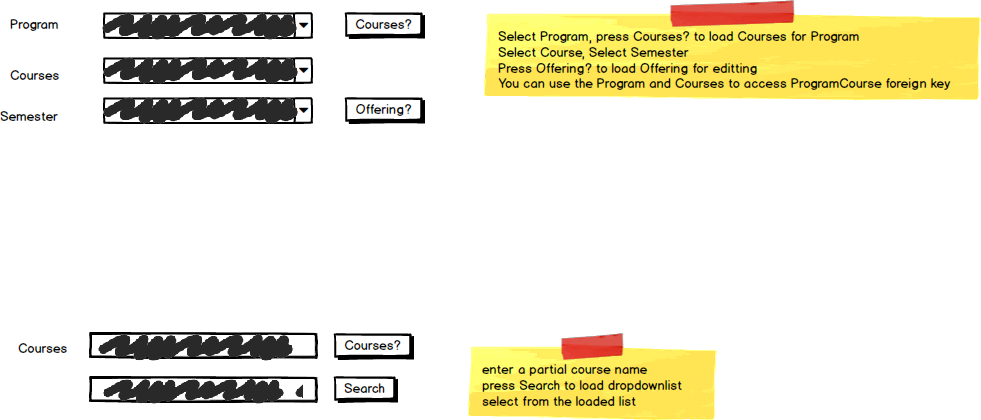 Program
Courses?
Select Program, press Courses? to load Courses for Program
Select Course, Select Semester
Press Offering? to load Offering for editting
You can use the Program and Courses to access ProgramCourse foreign key
Courses
Semester
Offering?
Courses
Courses?
Search
enter a partial course name
press Search to load dropdownlist
select from the loaded list